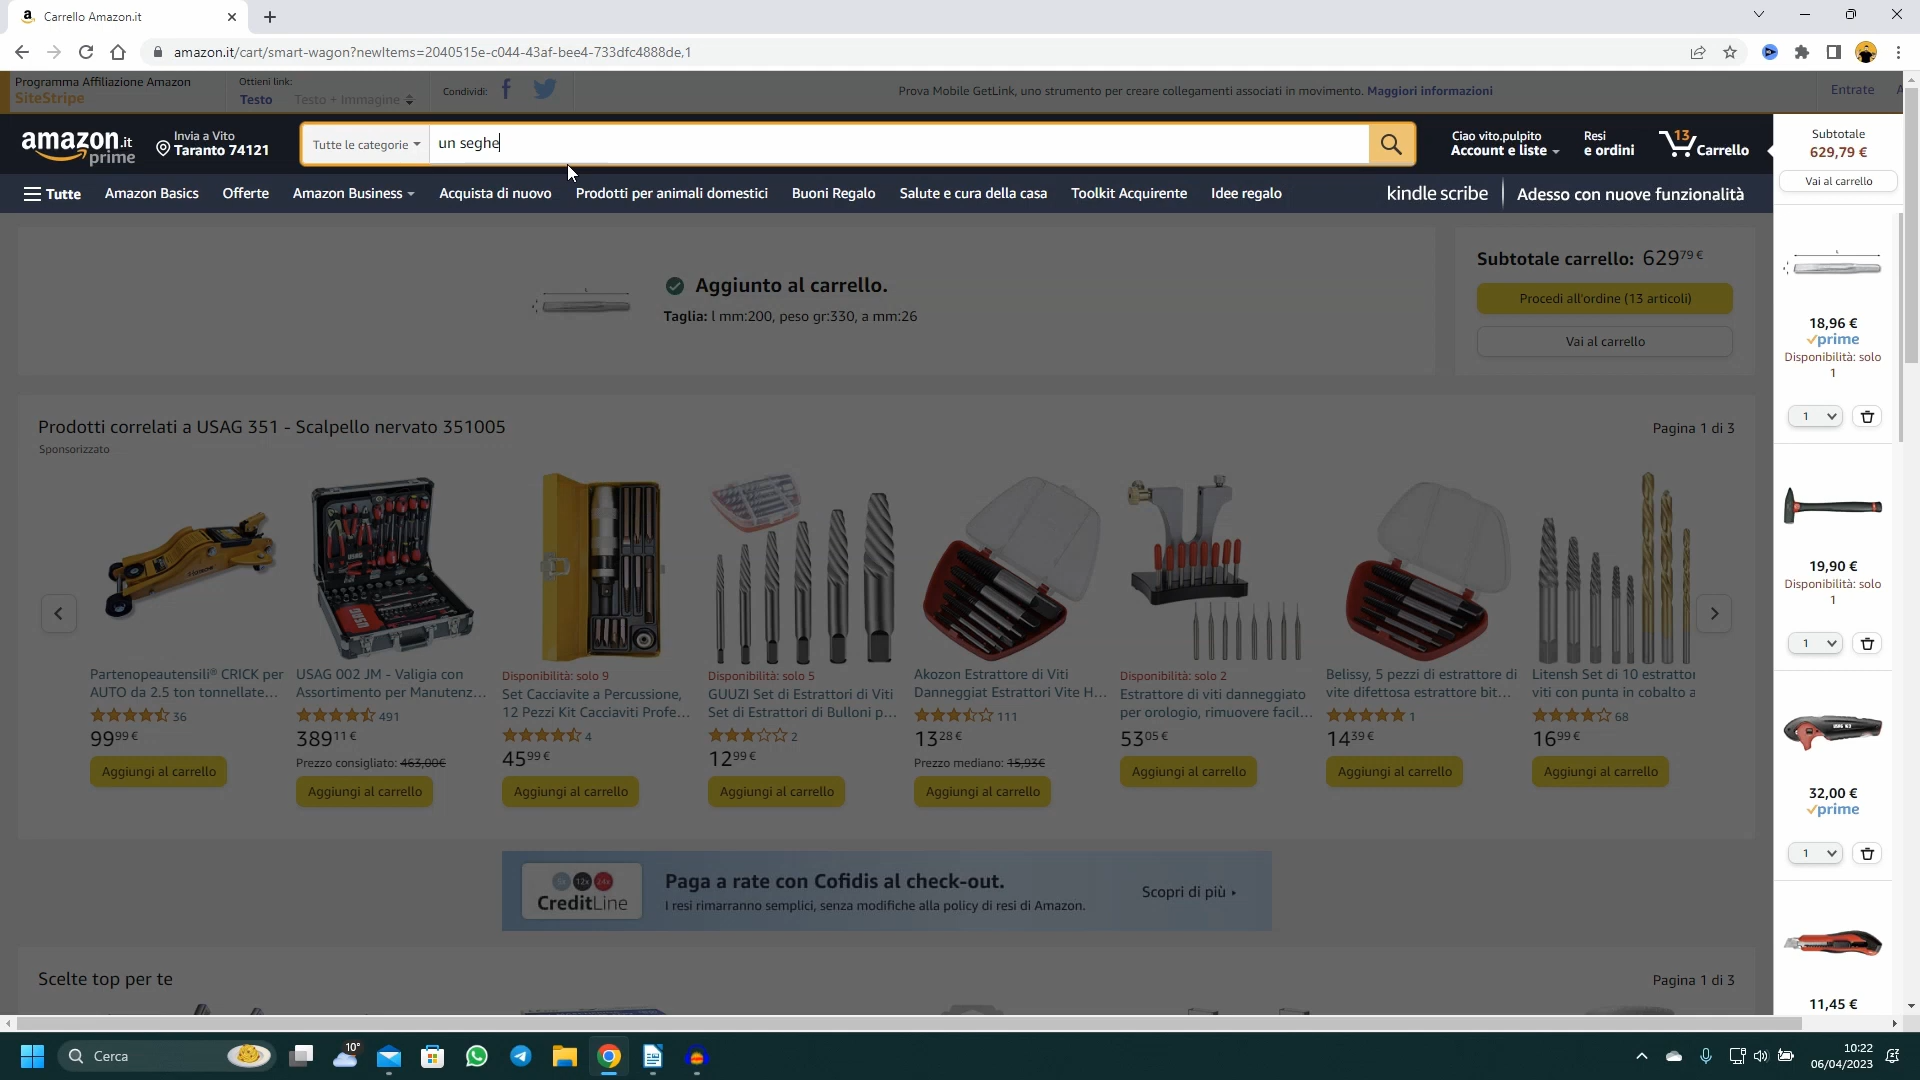 Carrello Amazon.it
amazon.it/cart/smart-wagon?newItems=2040515e-c044-43af-bee4-733dfc4888de,1
Programma Affiliazione Amazon
SiteStripe
Ottieni link:
Testo
Testo + Immagine
Condividi:
Prova Mobile GetLink, uno strumento per creare collegamenti associati in movimento. Maggiori informazioni
Entrate
amazon.it
prime
Invia a Vito
Taranto 74121
Tutte le categorie
un seghe
Ciao vito.pulpito
Account e liste
Resi
e ordini
13
Carrello
Tutte
Amazon Basics
Offerte
Amazon Business
Acquista di nuovo
Prodotti per animali domestici
Buoni Regalo
Salute e cura della casa
Toolkit Acquirente
Idee regalo
kindle scribe
Adesso con nuove funzionalità
Subtotale
629,79 €
Vai al carrello
Aggiunto al carrello.
Taglia: l mm:200, peso gr:330, a mm:26
Subtotale carrello: 629,79 €
Procedi all'ordine (13 articoli)
Vai al carrello
18,96 €
prime
Disponibilità: solo
1
1
19,90 €
Disponibilità: solo
1
1
USAG
32,00 €
prime
1
11,45 €
Prodotti correlati a USAG 351 - Scalpello nervato 351005
Sponsorizzato
Pagina 1 di 3
Partenopeautensili® CRICK per
AUTO da 2.5 ton tonnellate...
36
99,99 €
Aggiungi al carrello
USAG 002 JM - Valigia con
Assortimento per Manutenz...
491
389,11 €
Prezzo consigliato: 463,00€
Aggiungi al carrello
Disponibilità: solo 9
Set Cacciavite a Percussione,
12 Pezzi Kit Cacciaviti Profe...
4
45,99 €
Aggiungi al carrello
Disponibilità: solo 5
GUUZI Set di Estrattori di Viti
Set di Estrattori di Bulloni p...
2
12,99 €
Aggiungi al carrello
Akozon Estrattore di Viti
Danneggiat Estrattori Vite H...
111
13,28 €
Prezzo mediano: 15,93€
Aggiungi al carrello
Disponibilità: solo 2
Estrattore di viti danneggiato
per orologio, rimuovere facil...
53,05 €
Aggiungi al carrello
Belissy, 5 pezzi di estrattore di
vite difettosa estrattore bit...
1
14,39 €
Aggiungi al carrello
Litensh Set di 10 estrattor
viti con punta in cobalto a
68
16,99 €
Aggiungi al carrello
12x
24x
CreditLine
Paga a rate con Cofidis al check-out.
I resi rimarranno semplici, senza modifiche alla policy di resi di Amazon.
Scopri di più
Scelte top per te
Pagina 1 di 3
Cerca
10°
10:22
06/04/2023